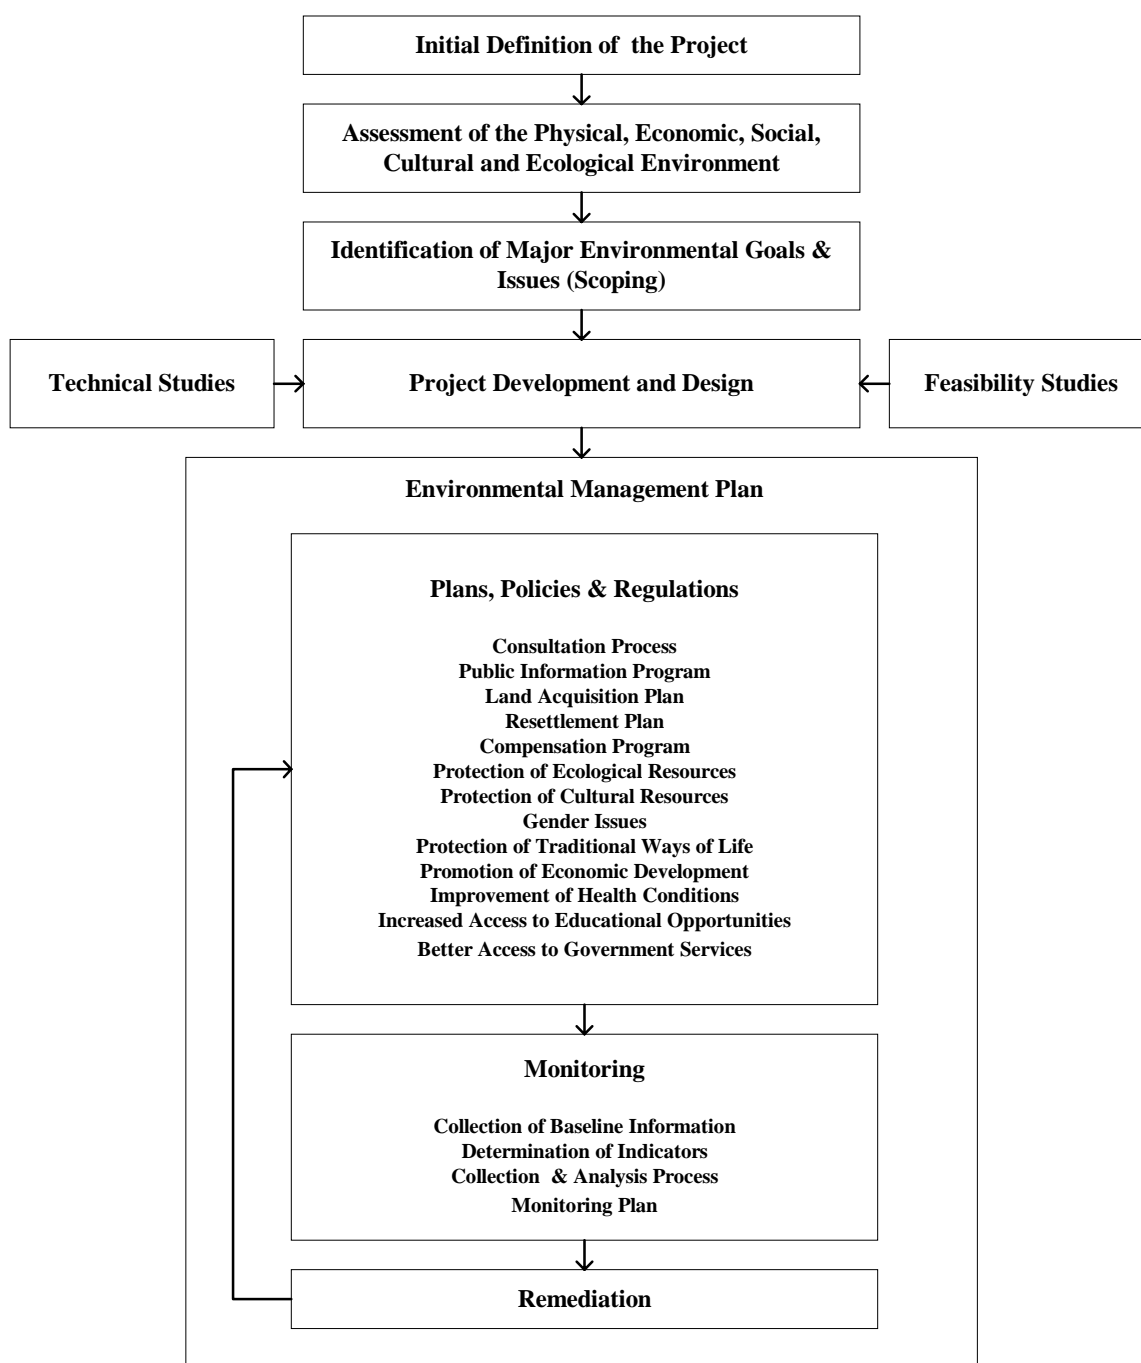 Initial Definition of  the Project
Assessment of the Physical, Economic, Social,
Cultural and Ecological Environment
Identification of Major Environmental Goals &
Issues (Scoping)
Technical Studies
Project Development and Design
Feasibility Studies
Environmental Management Plan
Plans, Policies & Regulations
Consultation Process
Public Information Program
Land Acquisition Plan
Resettlement Plan
Compensation Program
Protection of Ecological Resources
Protection of Cultural Resources
Gender Issues
Protection of Traditional Ways of Life
Promotion of Economic Development
Improvement of Health Conditions
Increased Access to Educational Opportunities
Better Access to Government Services
Monitoring
Collection of Baseline Information
Determination of Indicators
Collection  & Analysis Process
Monitoring Plan
Remediation